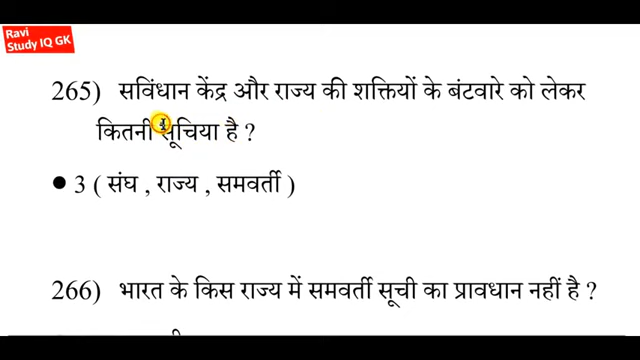 Ravi
Study IQ GK
265) सविंधान केंद्र और राज्य की शक्तियों के बंटवारे को लेकर
कितनी सूचिया है ?
● 3 ( संघ , राज्य , समवर्ती )
266) भारत के किस राज्य में समवर्ती सूची का प्रावधान नहीं है ?